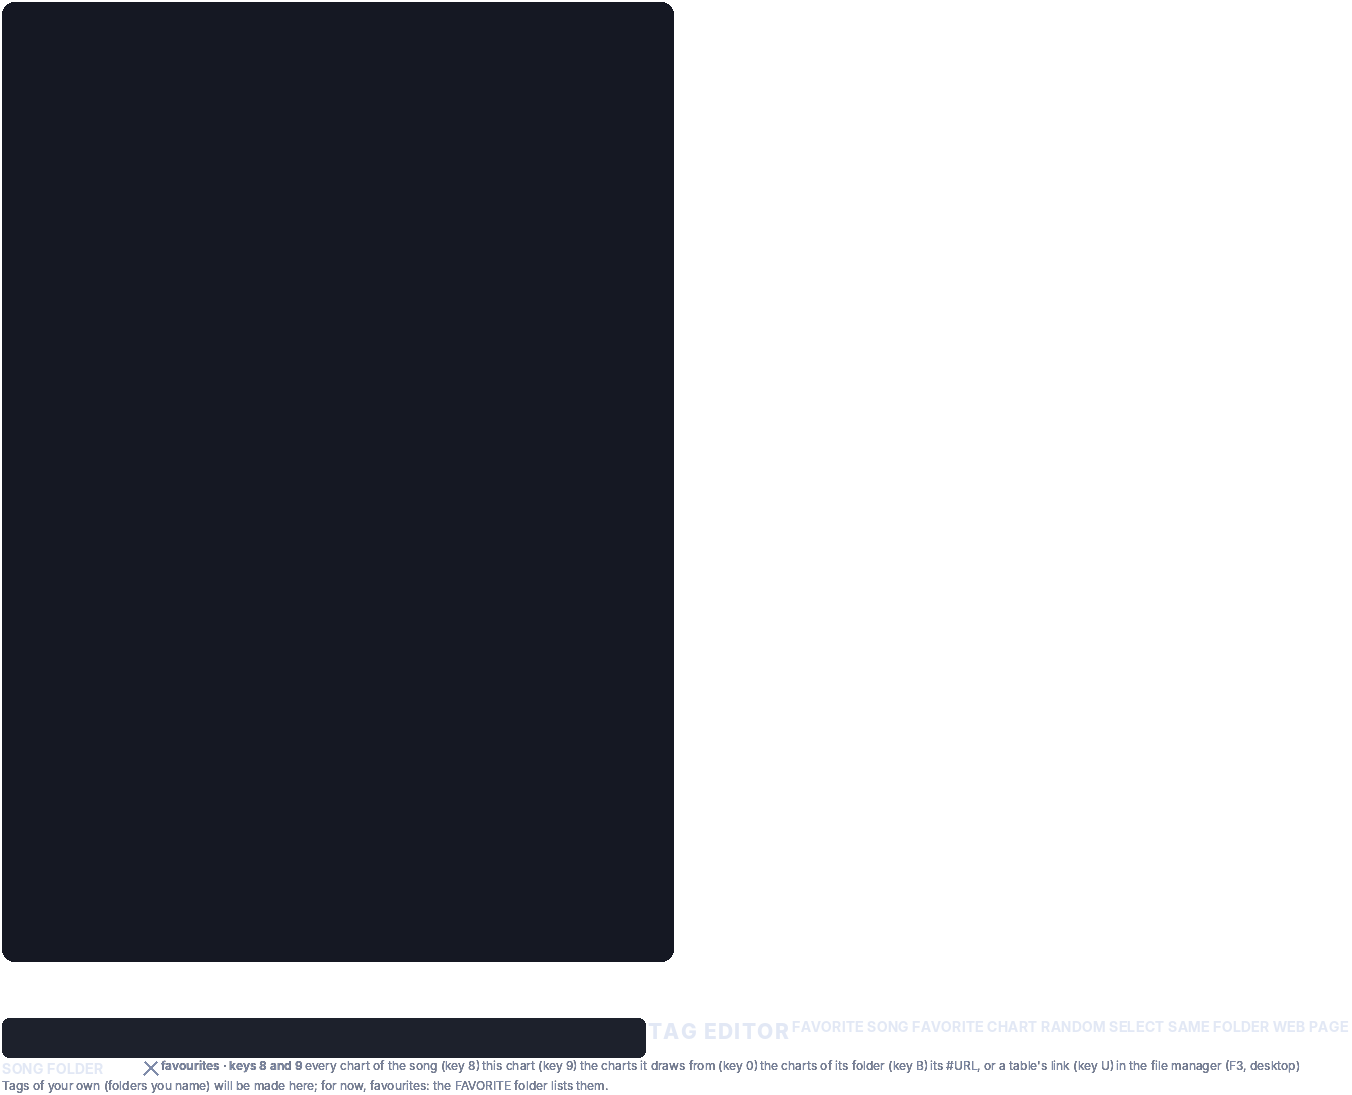 TAG EDITOR FAVORITE SONG FAVORITE CHART RANDOM SELECT SAME FOLDER WEB PAGE
SONG FOLDER favourites · keys 8 and 9 every chart of the song (key 8) this chart (key 9) the charts it draws from (key 0) the charts of its folder (key B) its #URL, or a table's link (key U) in the file manager (F3, desktop)
Tags of your own (folders you name) will be made here; for now, favourites: the FAVORITE folder lists them.